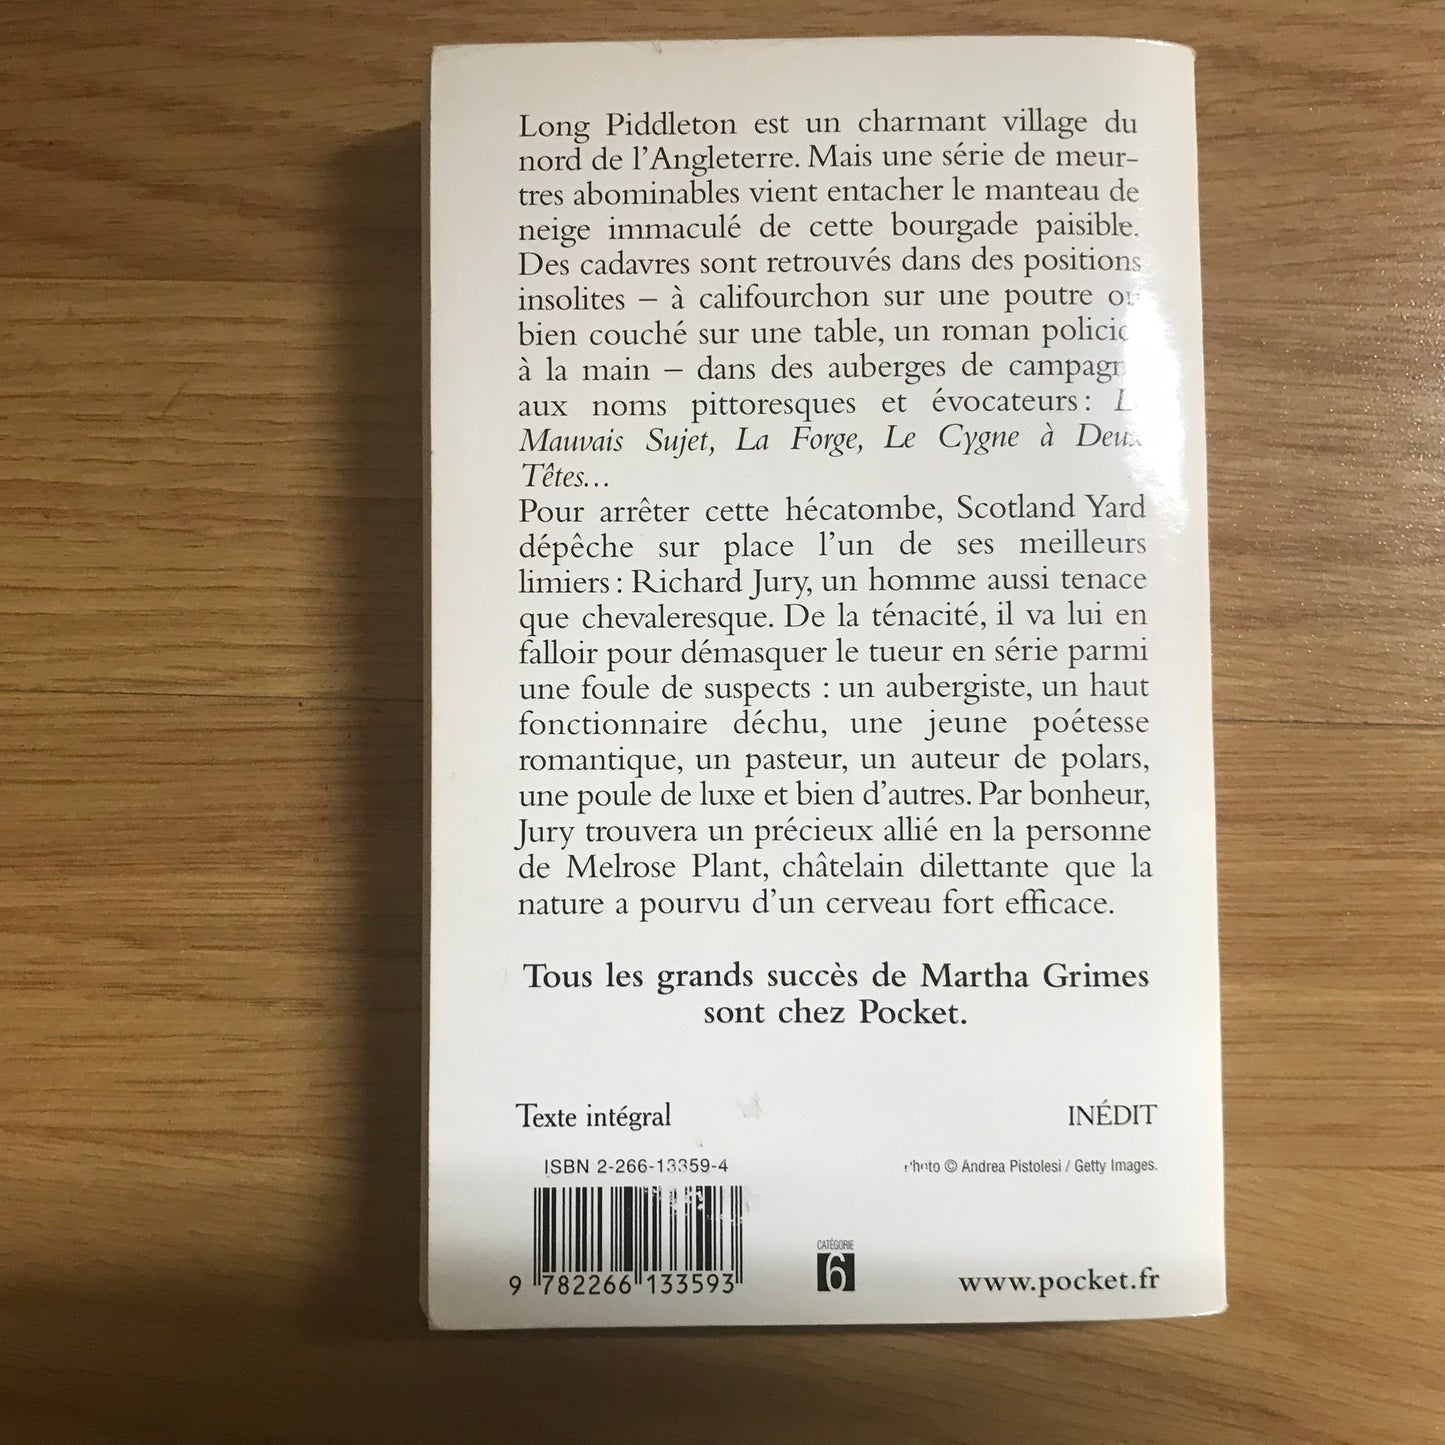 Long Piddleton est un charmant village du
nord de l'Angleterre. Mais une série de meur-
tres abominables vient entacher le manteau de
neige immaculé de cette bourgade paisible.
Des cadavres sont retrouvés dans des positions
insolites – à califourchon sur une poutre ou
bien couché sur une table, un roman policier
à la main – dans des auberges de campagne
aux noms pittoresques et évocateurs : Le
Mauvais Sujet, La Forge, Le Cygne à Deux
Têtes...
Pour arrêter cette hécatombe, Scotland Yard
dépêche sur place l'un de ses meilleurs
limiers : Richard Jury, un homme aussi tenace
que chevaleresque. De la ténacité, il va lui en
falloir pour démasquer le tueur en série parmi
une foule de suspects : un aubergiste, un haut
fonctionnaire déchu, une jeune poétesse
romantique, un pasteur, un auteur de polars,
une poule de luxe et bien d'autres. Par bonheur,
Jury trouvera un précieux allié en la personne
de Melrose Plant, châtelain dilettante que la
nature a pourvu d'un cerveau fort efficace.
Tous les grands succès de Martha Grimes
sont chez Pocket.
Texte intégral
INÉDIT
ISBN 2-266-13359-4
Photo © Andrea Pistolesi / Getty Images.
CATÉGORIE
6
9 782266 133593
www.pocket.fr